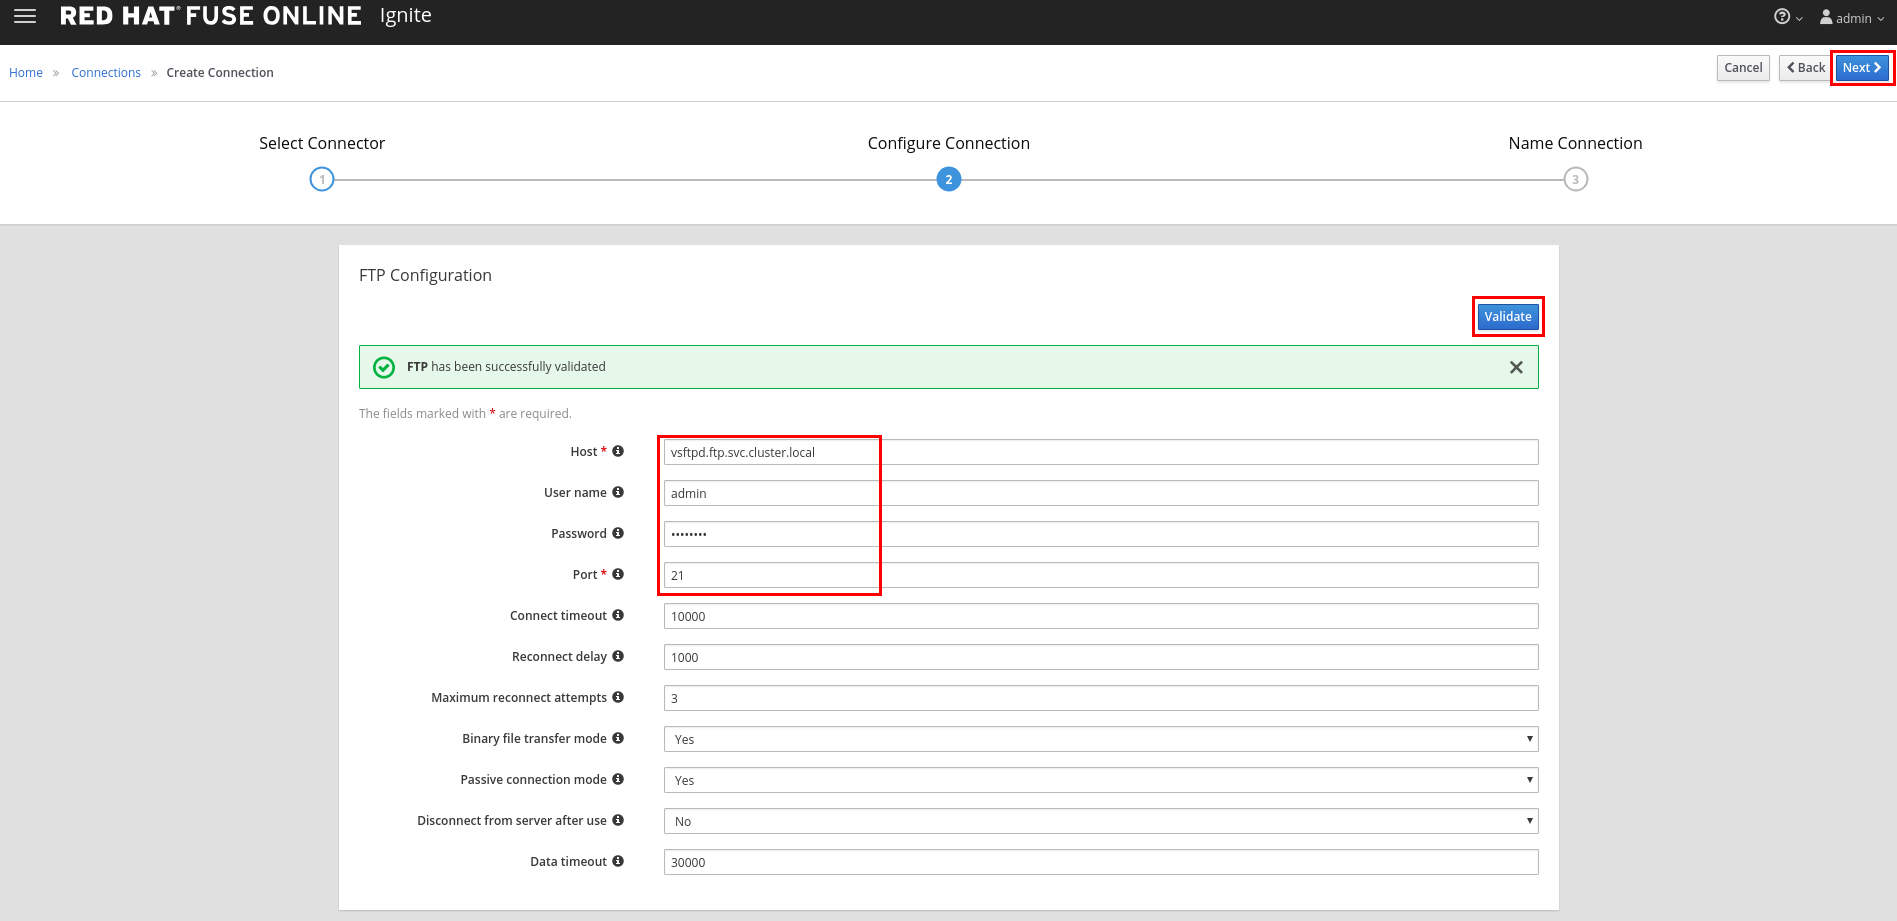 RED HAT® FUSE ONLINE Ignite
admin
Home » Connections » Create Connection
Cancel Back Next
Select Connector Configure Connection Name Connection
1 2 3
FTP Configuration
Validate
FTP has been successfully validated
The fields marked with * are required.
Host * vsftpd.ftp.svc.cluster.local
User name admin
Password ••••••••
Port * 21
Connect timeout 10000
Reconnect delay 1000
Maximum reconnect attempts 3
Binary file transfer mode Yes
Passive connection mode Yes
Disconnect from server after use No
Data timeout 30000